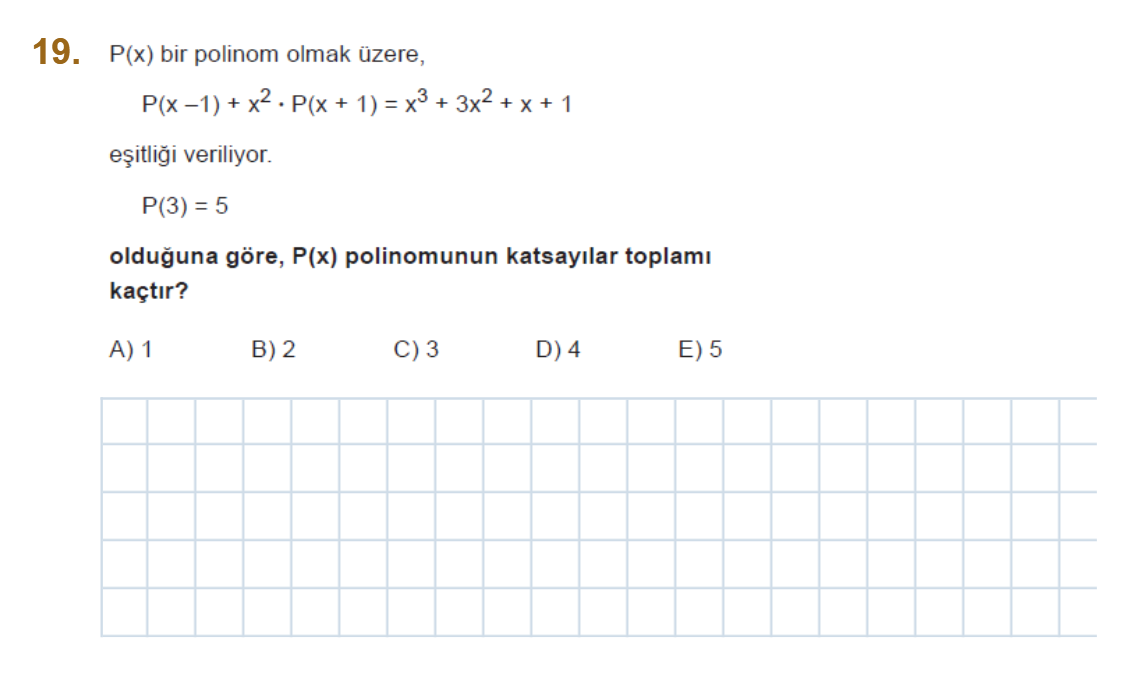 19. P(x) bir polinom olmak üzere,
P(x –1) + x² · P(x + 1) = x³ + 3x² + x + 1
eşitliği veriliyor.
P(3) = 5
olduğuna göre, P(x) polinomunun katsayılar toplamı
kaçtır?
A) 1 B) 2 C) 3 D) 4 E) 5